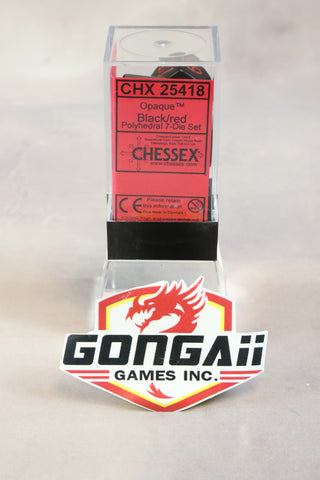 CHX 25418
Opaque™
Black/red
Polyhedral 7-Die Set
CHESSEX
www.chessex.com
CE
Please retain
this information
GONGAii
GAMES INC.